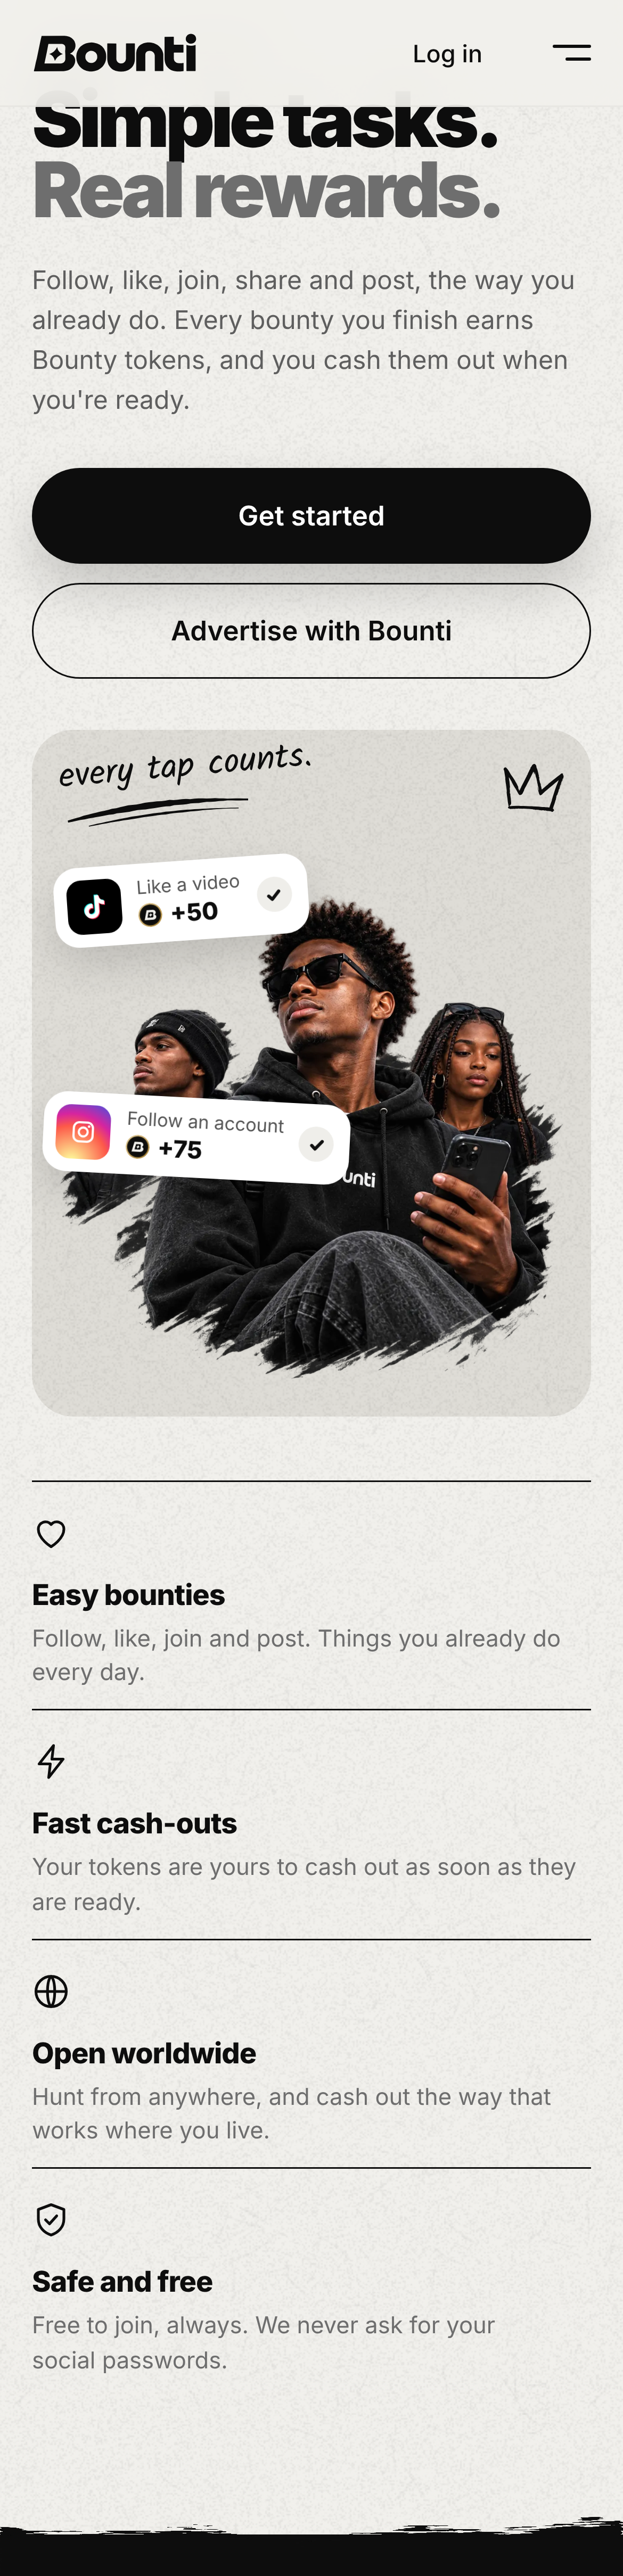 Bounti
Log in
Simple tasks.
Real rewards.
Follow, like, join, share and post, the way you
already do. Every bounty you finish earns
Bounty tokens, and you cash them out when
you're ready.
Get started
Advertise with Bounti
every tap counts.
Like a video
+50
Follow an account
+75
unti
Easy bounties
Follow, like, join and post. Things you already do
every day.
Fast cash-outs
Your tokens are yours to cash out as soon as they
are ready.
Open worldwide
Hunt from anywhere, and cash out the way that
works where you live.
Safe and free
Free to join, always. We never ask for your
social passwords.